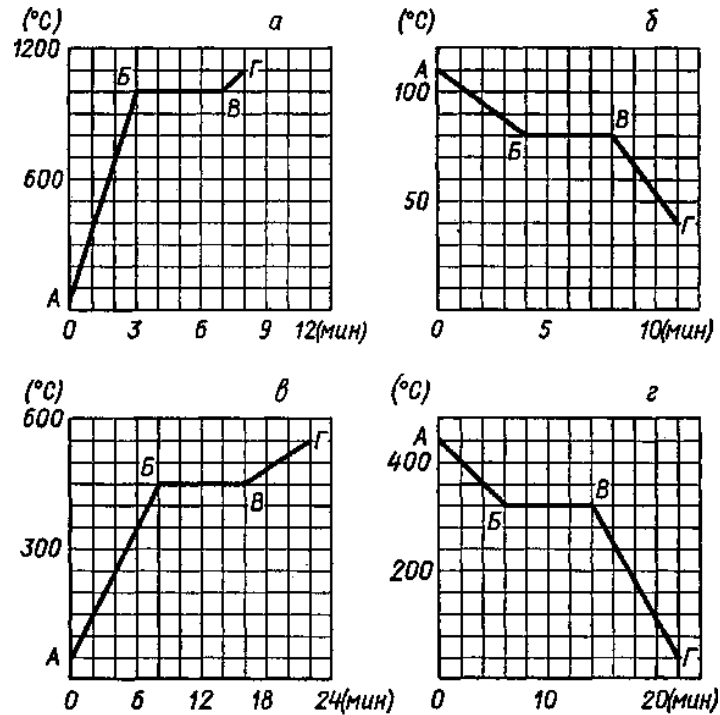 (°C) а
1200
Б
Г
В
600
А
0 3 6 9 12(мин)
(°C) б
А
100
Б
В
50
Г
0 5 10(мин)
(°C) в
600
Б
Г
В
300
А
0 6 12 18 24(мин)
(°C) г
А
400
Б
В
200
Г
0 10 20(мин)